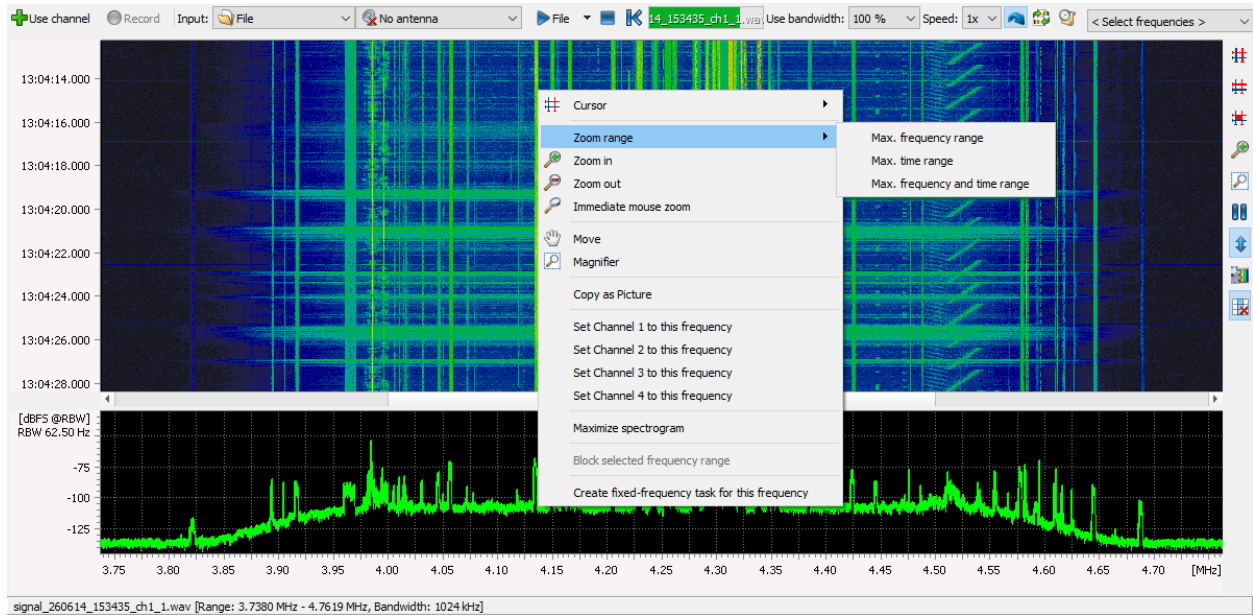 Use channel Record Input: File No antenna File 14_153435_ch1_1.wav Use bandwidth: 100 % Speed: 1x < Select frequencies >
13:04:14.000
13:04:16.000
13:04:18.000
13:04:20.000
13:04:22.000
13:04:24.000
13:04:26.000
13:04:28.000
Cursor
Zoom range
Zoom in
Zoom out
Immediate mouse zoom
Move
Magnifier
Copy as Picture
Set Channel 1 to this frequency
Set Channel 2 to this frequency
Set Channel 3 to this frequency
Set Channel 4 to this frequency
Maximize spectrogram
Block selected frequency range
Create fixed-frequency task for this frequency
Max. frequency range
Max. time range
Max. frequency and time range
[dBFS @RBW]
RBW 62.50 Hz
-75
-100
-125
3.75 3.80 3.85 3.90 3.95 4.00 4.05 4.10 4.15 4.20 4.25 4.30 4.35 4.40 4.45 4.50 4.55 4.60 4.65 4.70 [MHz]
signal_260614_153435_ch1_1.wav [Range: 3.7380 MHz - 4.7619 MHz, Bandwidth: 1024 kHz]